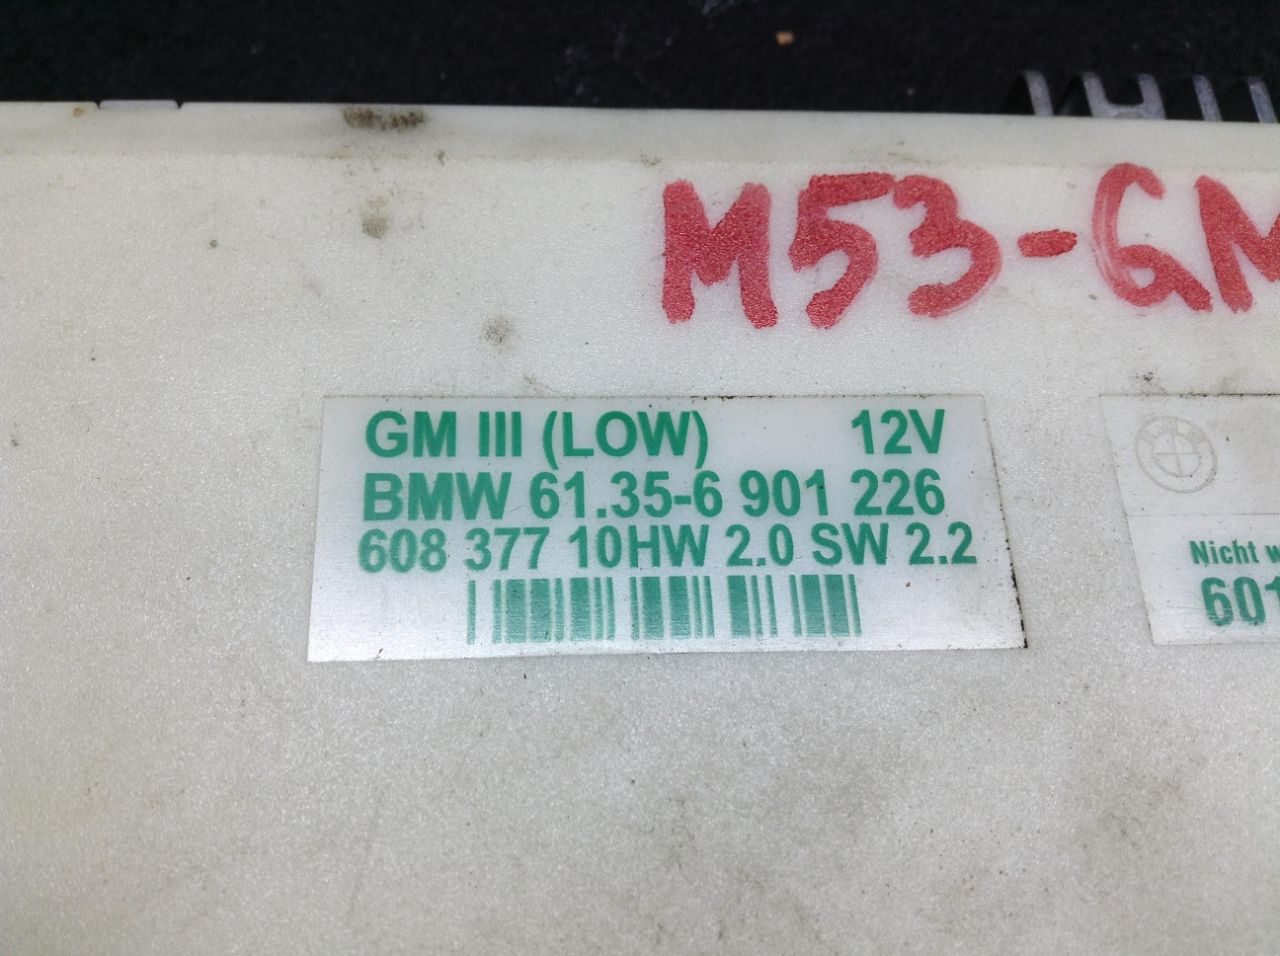 M53-GM
GM III (LOW) 12V
BMW 61.35-6 901 226
608 377 10HW 2.0 SW 2.2
Nicht
601